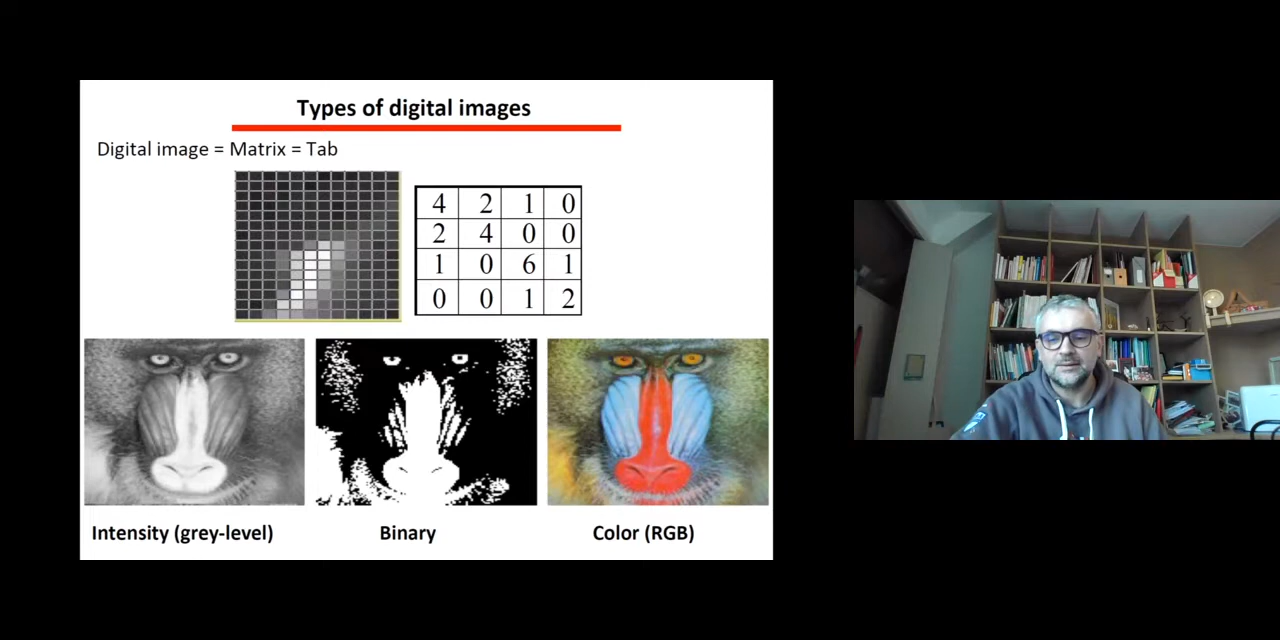 Types of digital images
Digital image = Matrix = Tab
4 2 1 0
2 4 0 0
1 0 6 1
0 0 1 2
Intensity (grey-level)
Binary
Color (RGB)